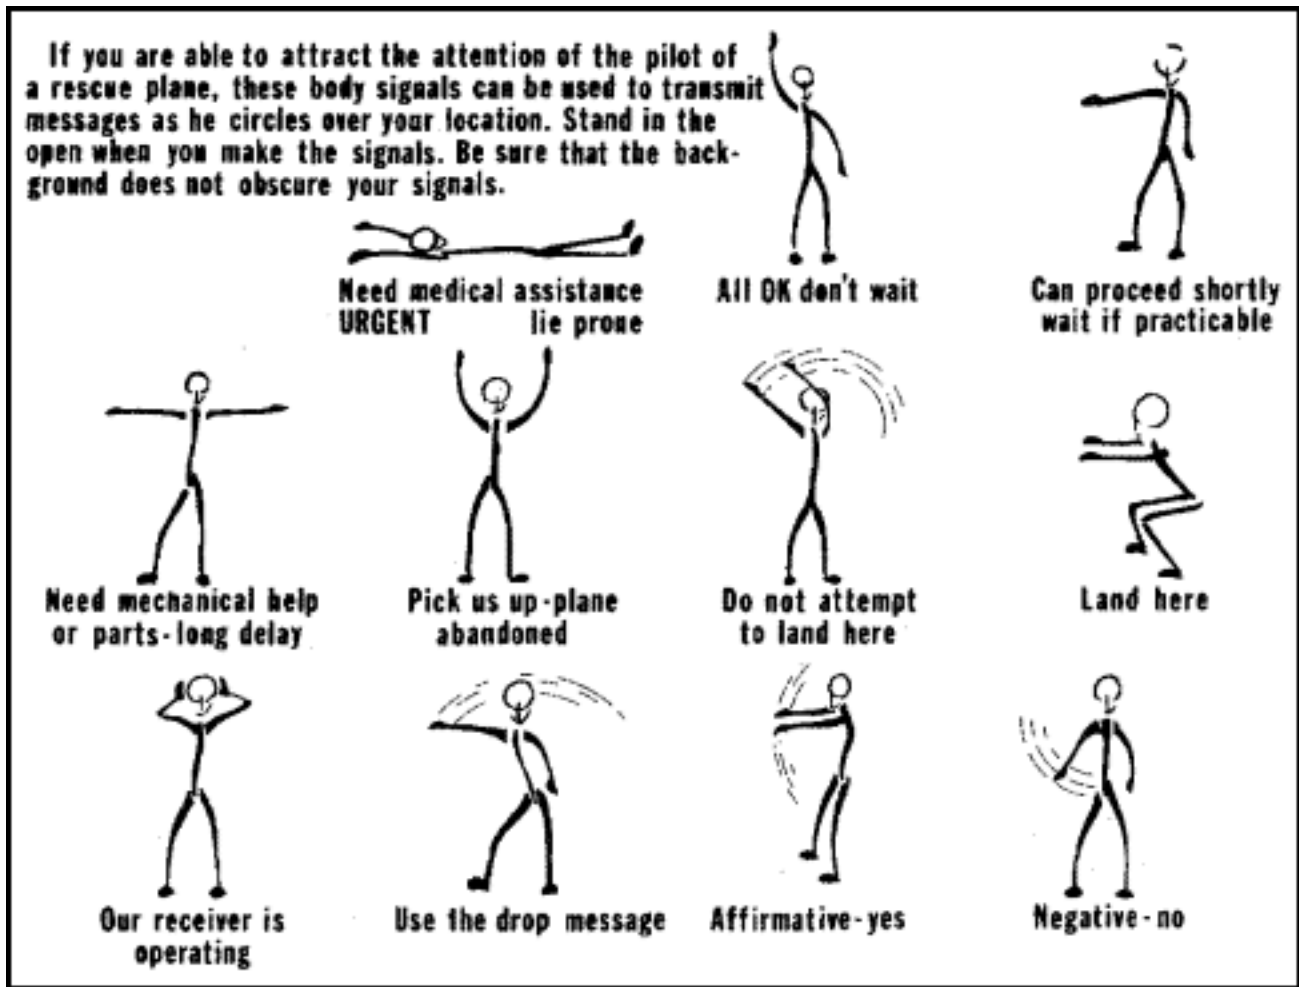 If you are able to attract the attention of the pilot of
a rescue plane, these body signals can be used to transmit
messages as he circles over your location. Stand in the
open when you make the signals. Be sure that the back-
ground does not obscure your signals.
Need medical assistance
URGENT lie prone
All OK don't wait
Can proceed shortly
wait if practicable
Need mechanical help
or parts-long delay
Pick us up-plane
abandoned
Do not attempt
to land here
Land here
Our receiver is
operating
Use the drop message
Affirmative-yes
Negative-no